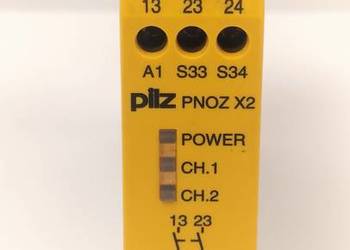 13 23 24
A1 S33 S34
pilz PNOZ X2
POWER
CH.1
CH.2
13 23